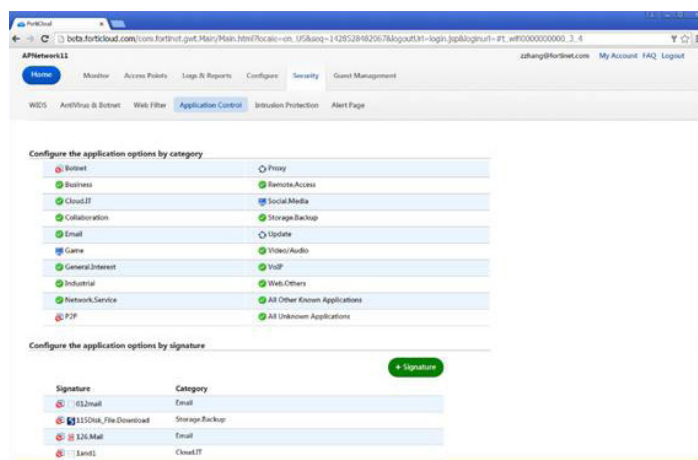 FortiCloud
beta.forticloud.com/com.fortinet.gwt.Main/Main.html?locale=en_US&seq=1428528482067&logoutUrl=login.jsp&loginurl=#t_wifi0000000000_3_4
APNetwork11
zzhang@fortinet.com My Account FAQ Logout
Home Monitor Access Points Logs & Reports Configure Security Guest Management
WIDS AntiVirus & Botnet Web Filter Application Control Intrusion Protection Alert Page
Configure the application options by category
Botnet Proxy
Business Remote.Access
Cloud.IT Social.Media
Collaboration Storage.Backup
Email Update
Game Video/Audio
General.Interest VoIP
Industrial Web.Others
Network.Service All Other Known Applications
P2P All Unknown Applications
Configure the application options by signature
+ Signature
Signature Category
012mail Email
115Disk_File.Download Storage.Backup
126.Mail Email
1and1 Cloud.IT